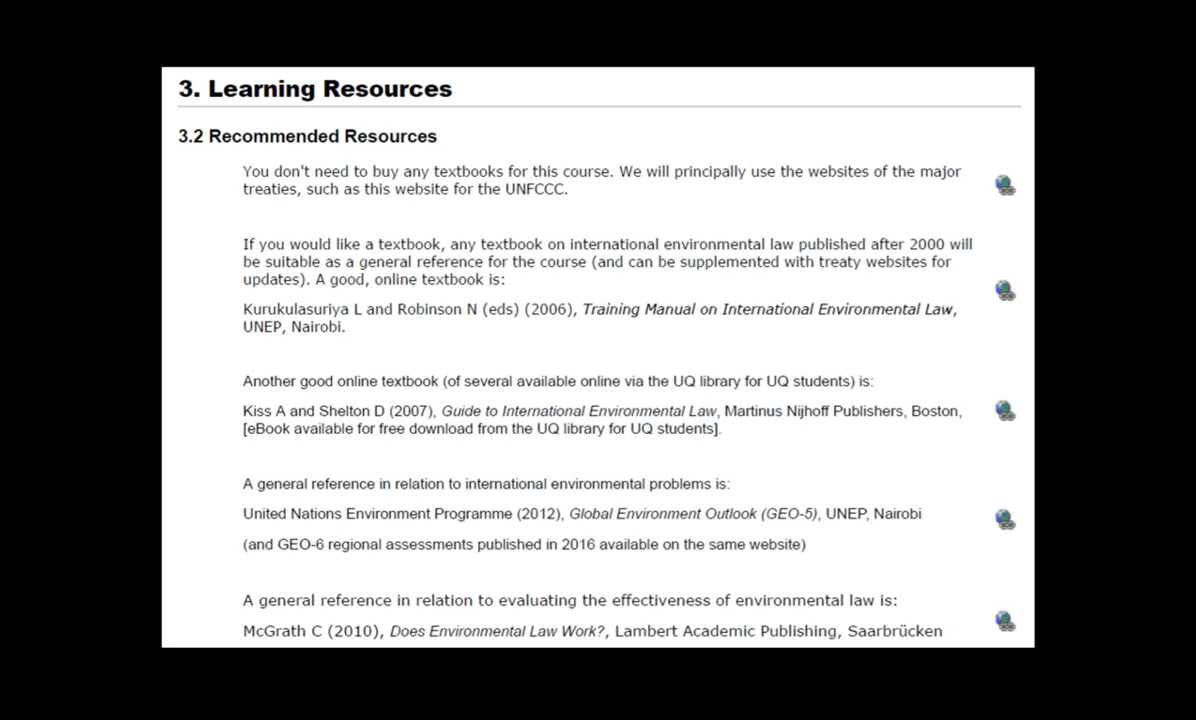 3. Learning Resources
3.2 Recommended Resources
You don't need to buy any textbooks for this course. We will principally use the websites of the major
treaties, such as this website for the UNFCCC.
If you would like a textbook, any textbook on international environmental law published after 2000 will
be suitable as a general reference for the course (and can be supplemented with treaty websites for
updates). A good, online textbook is:
Kurukulasuriya L and Robinson N (eds) (2006), Training Manual on International Environmental Law,
UNEP, Nairobi.
Another good online textbook (of several available online via the UQ library for UQ students) is:
Kiss A and Shelton D (2007), Guide to International Environmental Law, Martinus Nijhoff Publishers, Boston,
[eBook available for free download from the UQ library for UQ students].
A general reference in relation to international environmental problems is:
United Nations Environment Programme (2012), Global Environment Outlook (GEO-5), UNEP, Nairobi
(and GEO-6 regional assessments published in 2016 available on the same website)
A general reference in relation to evaluating the effectiveness of environmental law is:
McGrath C (2010), Does Environmental Law Work?, Lambert Academic Publishing, Saarbrücken